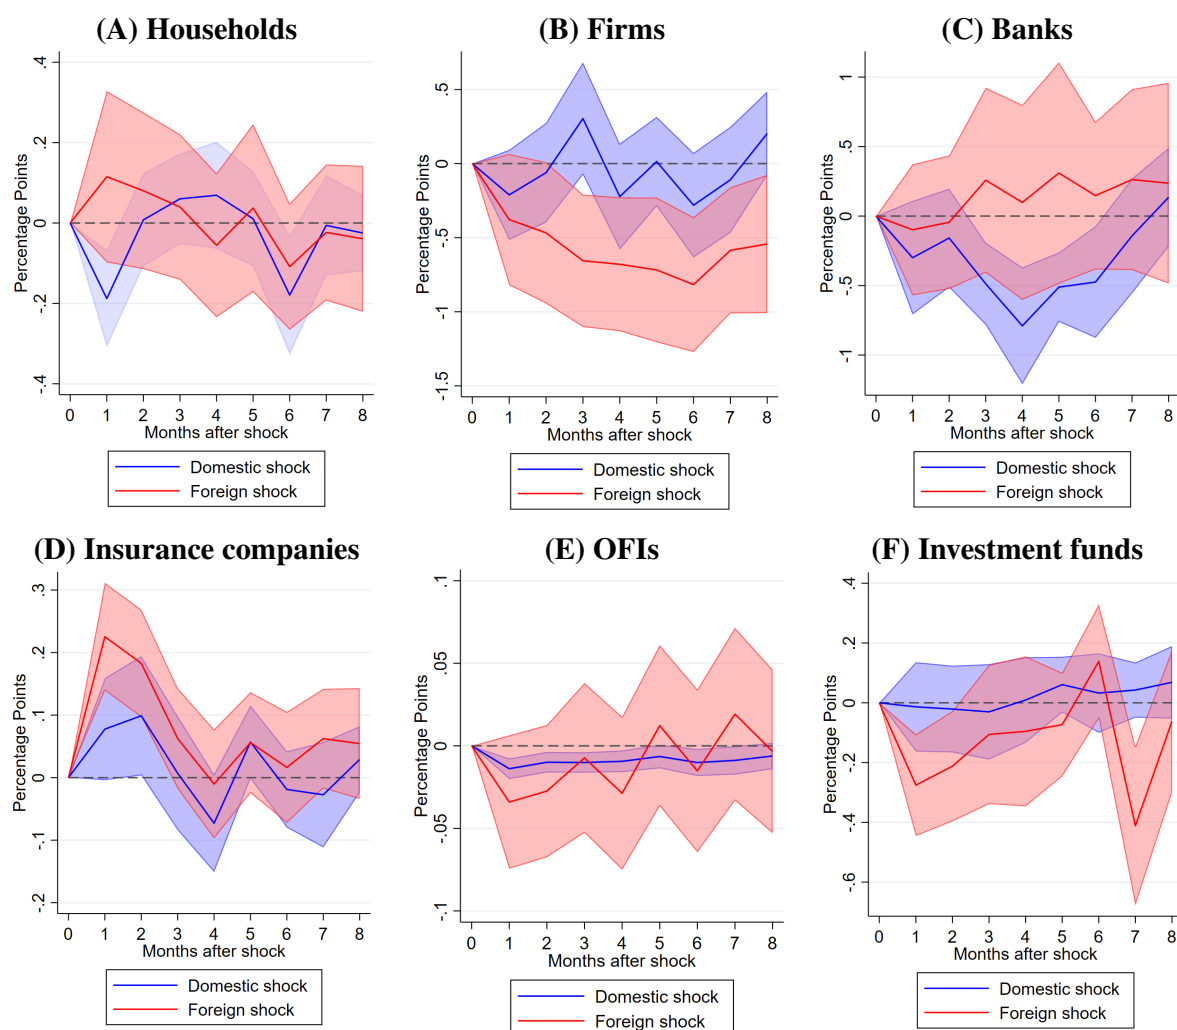 (A) Households
Percentage Points
.4
.2
0
-.2
-.4
0 1 2 3 4 5 6 7 8
Months after shock
Domestic shock
Foreign shock
(B) Firms
Percentage Points
.5
0
-.5
-1
-1.5
0 1 2 3 4 5 6 7 8
Months after shock
Domestic shock
Foreign shock
(C) Banks
Percentage Points
1
.5
0
-.5
-1
0 1 2 3 4 5 6 7 8
Months after shock
Domestic shock
Foreign shock
(D) Insurance companies
Percentage Points
.3
.2
.1
0
-.1
-.2
0 1 2 3 4 5 6 7 8
Months after shock
Domestic shock
Foreign shock
(E) OFIs
Percentage Points
.1
.05
0
-.05
-.1
0 1 2 3 4 5 6 7 8
Months after shock
Domestic shock
Foreign shock
(F) Investment funds
Percentage Points
.4
.2
0
-.2
-.4
-.6
0 1 2 3 4 5 6 7 8
Months after shock
Domestic shock
Foreign shock